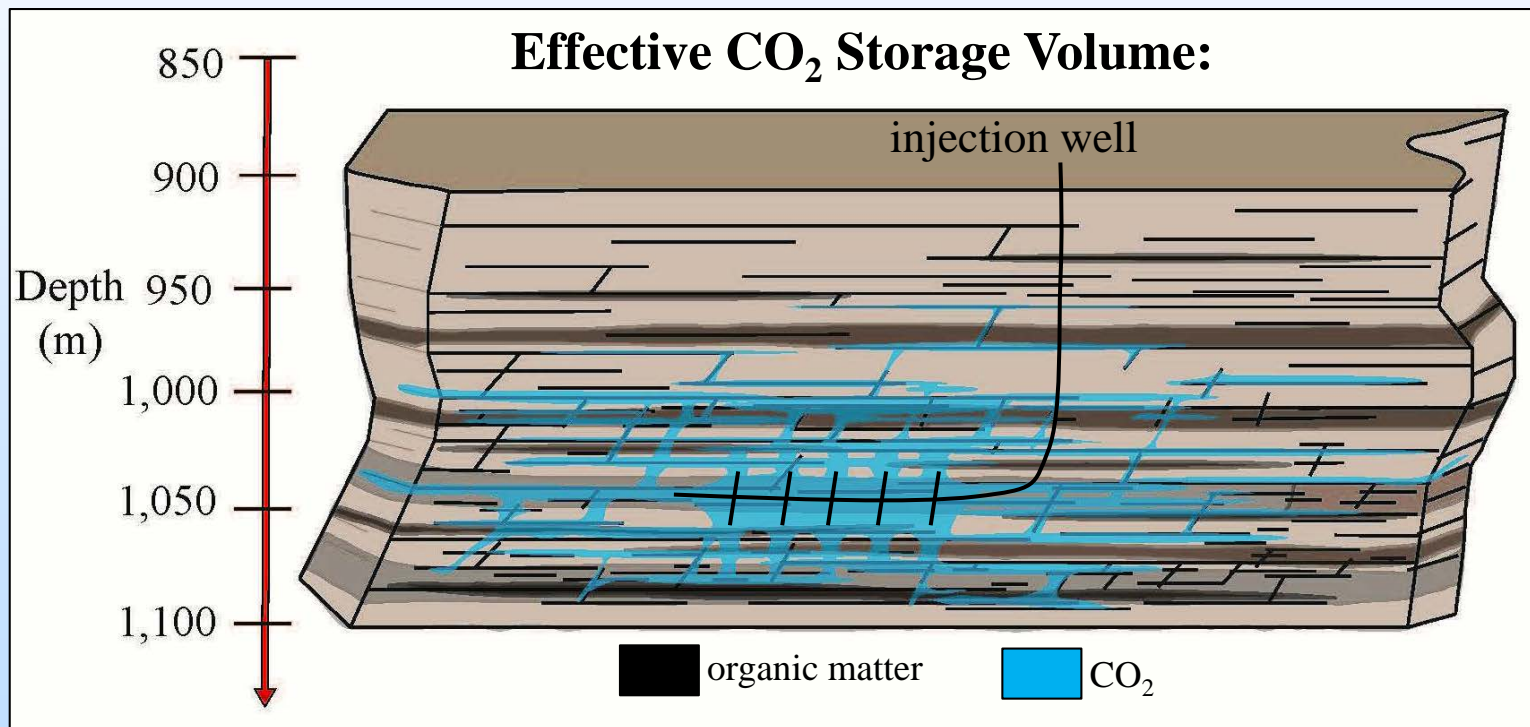 Effective CO₂ Storage Volume:
injection well
850
900
Depth
(m)
950
1,000
1,050
1,100
organic matter
CO₂